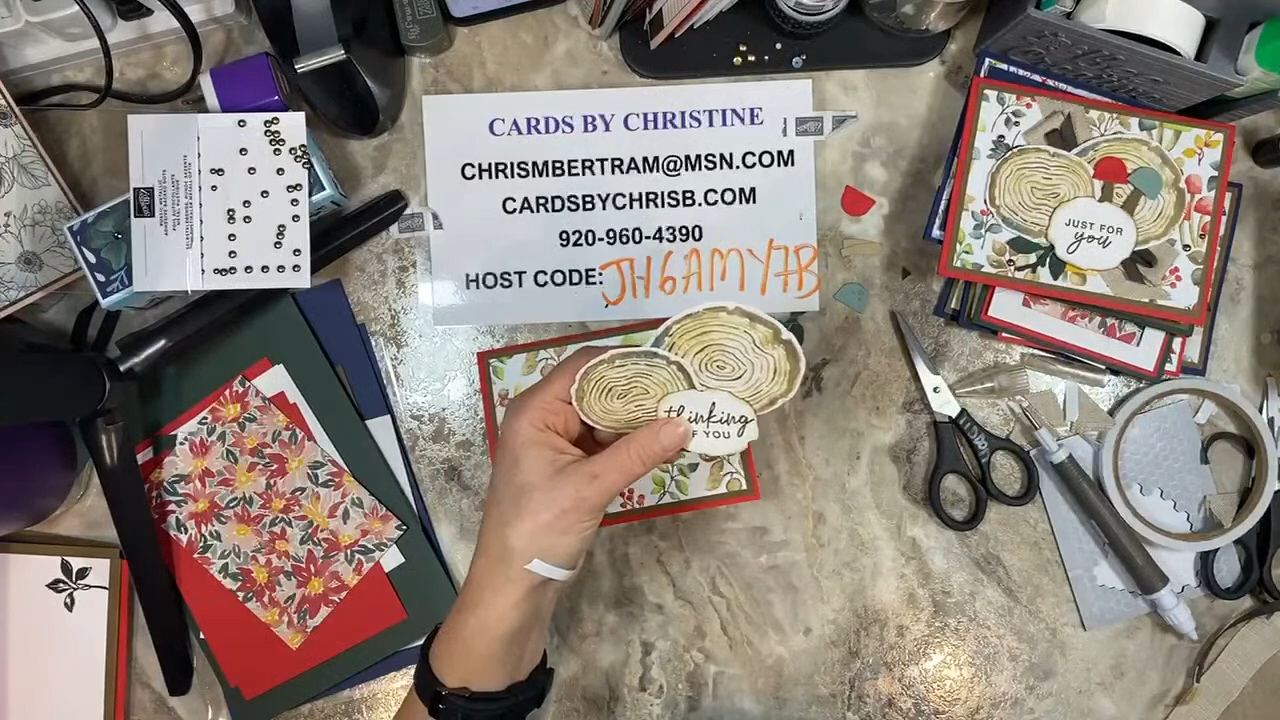 CARDS BY CHRISTINE
CHRISMBERTRAM@MSN.COM
CARDSBYCHRISB.COM
920-960-4390
HOST CODE: JH6AMY7B
JUST FOR
you
thinking
OF YOU